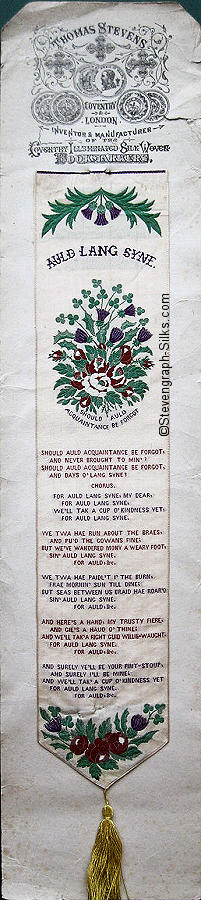 THOMAS STEVENS,
COVENTRY
&
LONDON
INVENTOR & MANUFACTURER
OF THE
COVENTRY ILLUMINATED SILK WOVEN
BOOKMARKERS.
AULD LANG SYNE.
SHOULD AULD
ACQUAINTANCE BE FORGOT
©Stevengraph-Silks.com
SHOULD AULD ACQUAINTANCE BE FORGOT,
AND NEVER BROUGHT TO MIN'?
SHOULD AULD ACQUAINTANCE BE FORGOT,
AND DAYS O'LANG SYNE?
CHORUS.
FOR AULD LANG SYNE, MY DEAR,
FOR AULD LANG SYNE,
WE'LL TAK A CUP O'KINDNESS YET,
FOR AULD LANG SYNE.
WE TWA HAE RUN ABOUT THE BRAES,
AND PU'D THE GOWANS FINE,
BUT WE'VE WANDERED MONY A WEARY FOOT,
SIN' AULD LANG SYNE.
FOR AULD, &c.
WE TWA HAE PAIDL'T I' THE BURN,
FRAE MORNIN' SUN TILL DINE;
BUT SEAS BETWEEN US BRAID HAE ROAR'D
SIN' AULD LANG SYNE.
FOR AULD, &c.
AND HERE'S A HAND, MY TRUSTY FIERE,
AND GIE'S A HAUD O' THINE;
AND WE'LL TAK' A RIGHT GUID WILLIE-WAUGHT,
FOR AULD LANG SYNE.
FOR AULD, &c.
AND SURELY YE'LL BE YOUR PINT-STOUP,
AND SURELY I'LL BE MINE;
AND WE'LL TAK' A CUP O'KINDNESS YET
FOR AULD LANG SYNE.
FOR AULD, &c.